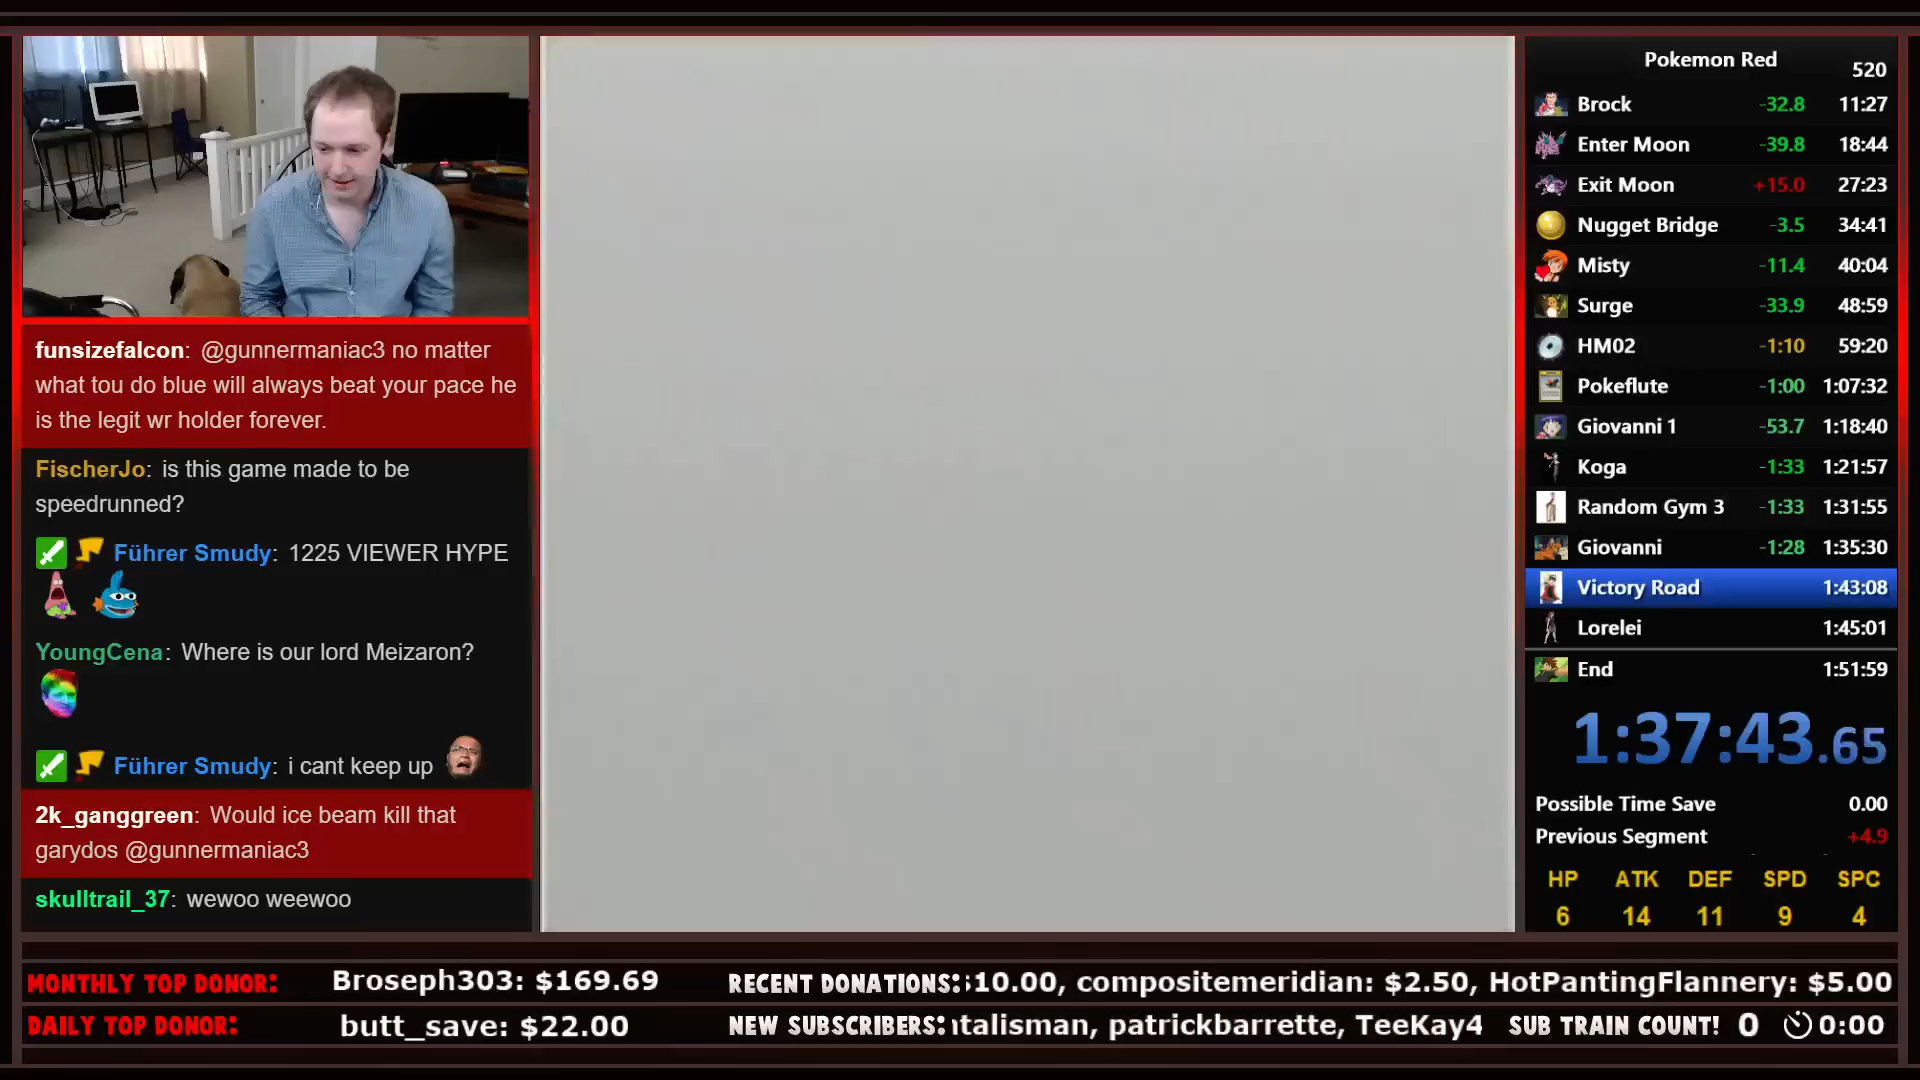 funsizefalcon: @gunnermaniac3 no matter
what tou do blue will always beat your pace he
is the legit wr holder forever.
FischerJo: is this game made to be
speedrunned?
Führer Smudy: 1225 VIEWER HYPE
YoungCena: Where is our lord Meizaron?
Führer Smudy: i cant keep up
2k_ganggreen: Would ice beam kill that
garydos @gunnermaniac3
skulltrail_37: wewoo weewoo
Pokemon Red 520
Brock -32.8 11:27
Enter Moon -39.8 18:44
Exit Moon +15.0 27:23
Nugget Bridge -3.5 34:41
Misty -11.4 40:04
Surge -33.9 48:59
HM02 -1:10 59:20
Pokeflute -1:00 1:07:32
Giovanni 1 -53.7 1:18:40
Koga -1:33 1:21:57
Random Gym 3 -1:33 1:31:55
Giovanni -1:28 1:35:30
Victory Road 1:43:08
Lorelei 1:45:01
End 1:51:59
1:37:43.65
Possible Time Save 0.00
Previous Segment +4.9
HP ATK DEF SPD SPC
6 14 11 9 4
MONTHLY TOP DONOR: Broseph303: $169.69 RECENT DONATIONS: 10.00, compositemeridian: $2.50, HotPantingFlannery: $5.00
DAILY TOP DONOR: butt_save: $22.00 NEW SUBSCRIBERS: talisman, patrickbarrette, TeeKay4 SUB TRAIN COUNT! 0 0:00